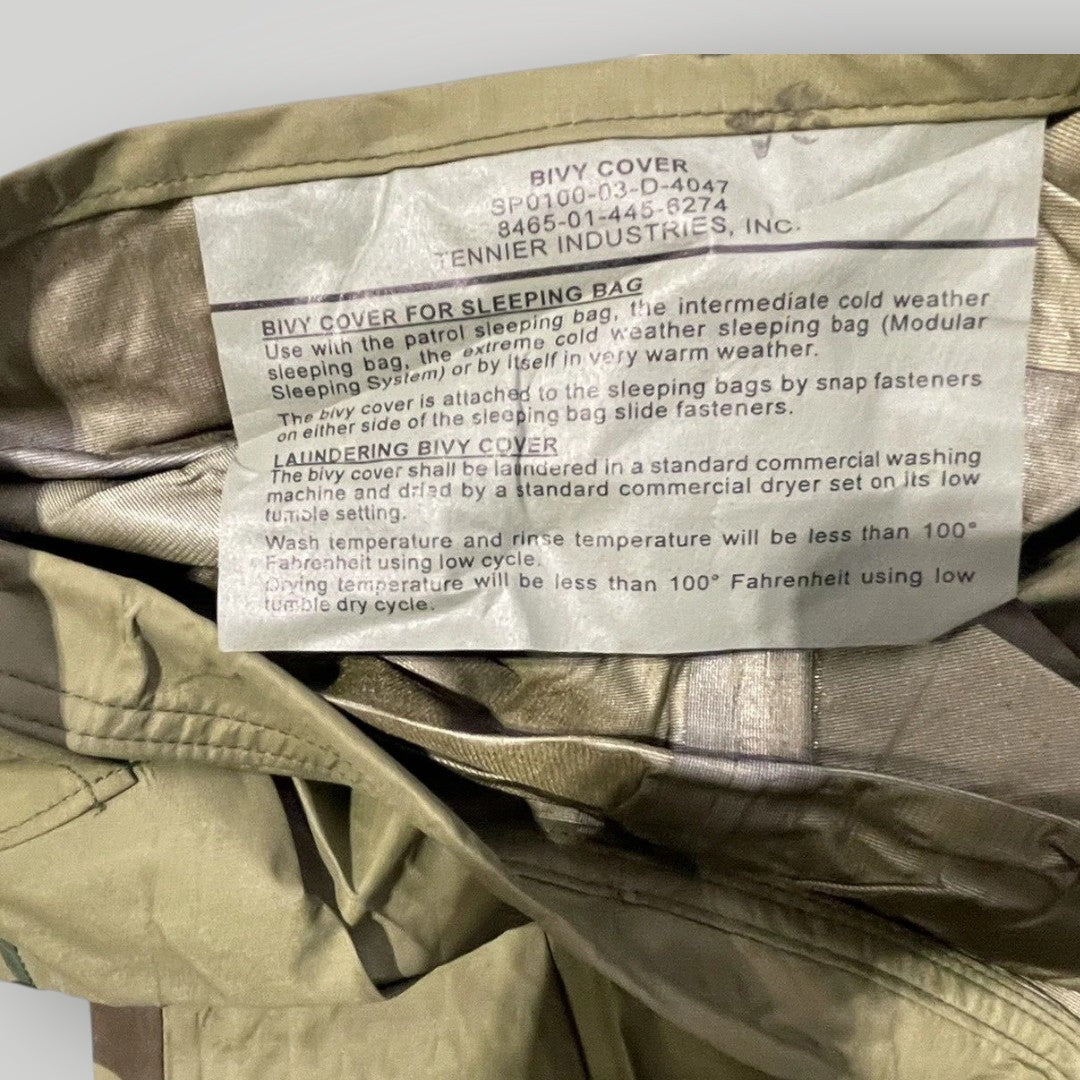 BIVY COVER
SP0100-03-D-4047
8465-01-445-6274
TENNIER INDUSTRIES, INC.
BIVY COVER FOR SLEEPING BAG
Use with the patrol sleeping bag, the intermediate cold weather
sleeping bag, the extreme cold weather sleeping bag (Modular
Sleeping System) or by itself in very warm weather.
The bivy cover is attached to the sleeping bags by snap fasteners
on either side of the sleeping bag slide fasteners.
LAUNDERING BIVY COVER
The bivy cover shall be laundered in a standard commercial washing
machine and dried by a standard commercial dryer set on its low
tumble setting.
Wash temperature and rinse temperature will be less than 100°
Fahrenheit using low cycle.
Drying temperature will be less than 100° Fahrenheit using low
tumble dry cycle.